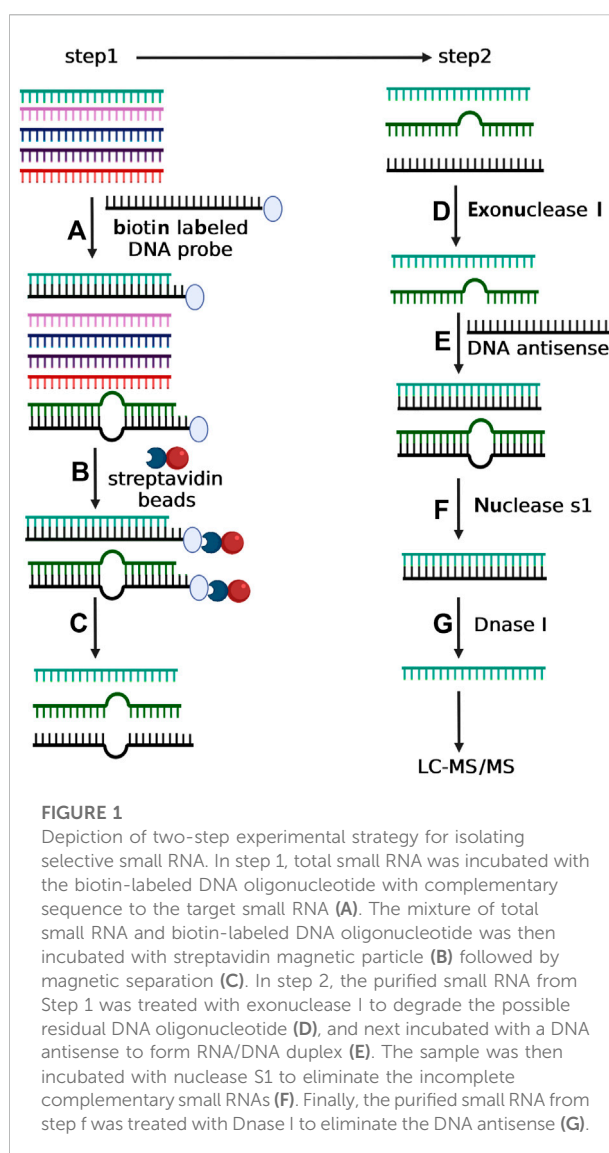 step1
step2
A
biotin labeled
DNA probe
B
streptavidin
beads
C
D
Exonuclease I
E
DNA antisense
F
Nuclease s1
G
Dnase I
LC-MS/MS
FIGURE 1
Depiction of two-step experimental strategy for isolating
selective small RNA. In step 1, total small RNA was incubated with
the biotin-labeled DNA oligonucleotide with complementary
sequence to the target small RNA (A). The mixture of total
small RNA and biotin-labeled DNA oligonucleotide was then
incubated with streptavidin magnetic particle (B) followed by
magnetic separation (C). In step 2, the purified small RNA from
Step 1 was treated with exonuclease I to degrade the possible
residual DNA oligonucleotide (D), and next incubated with a DNA
antisense to form RNA/DNA duplex (E). The sample was then
incubated with nuclease S1 to eliminate the incomplete
complementary small RNAs (F). Finally, the purified small RNA from
step f was treated with Dnase I to eliminate the DNA antisense (G).